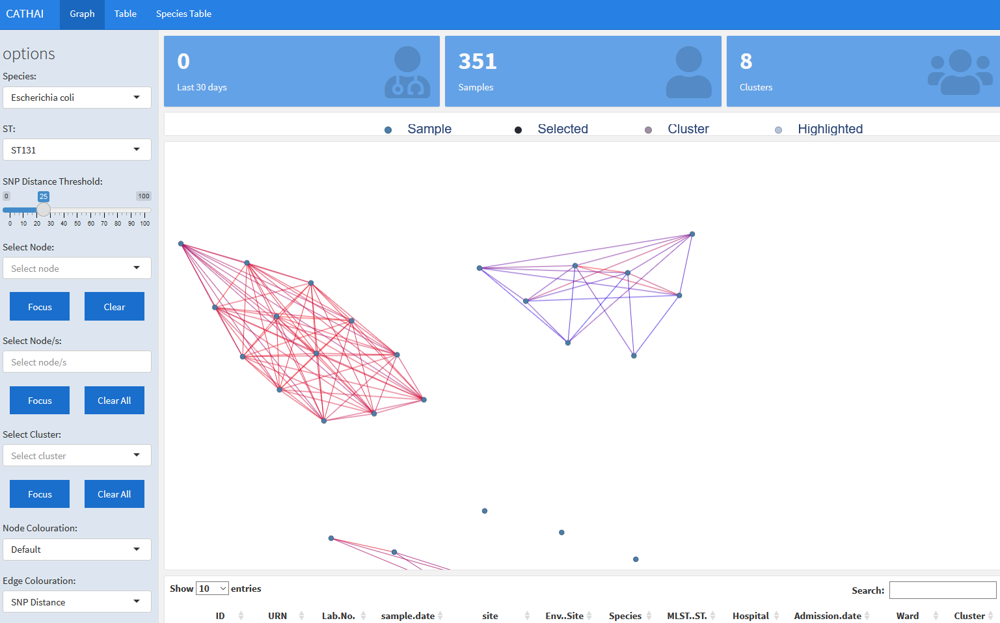 CATHAI Graph Table Species Table
options
Species:
Escherichia coli
ST:
ST131
SNP Distance Threshold:
0 25 100
0 10 20 30 40 50 60 70 80 90 100
Select Node:
Select node
Focus Clear
Select Node/s:
Select node/s
Focus Clear All
Select Cluster:
Select cluster
Focus Clear All
Node Colouration:
Default
Edge Colouration:
SNP Distance
0
Last 30 days
351
Samples
8
Clusters
Sample Selected Cluster Highlighted
Show 10 entries
Search:
ID URN Lab.No. sample.date site Env..Site Species MLST..ST. Hospital Admission.date Ward Cluster